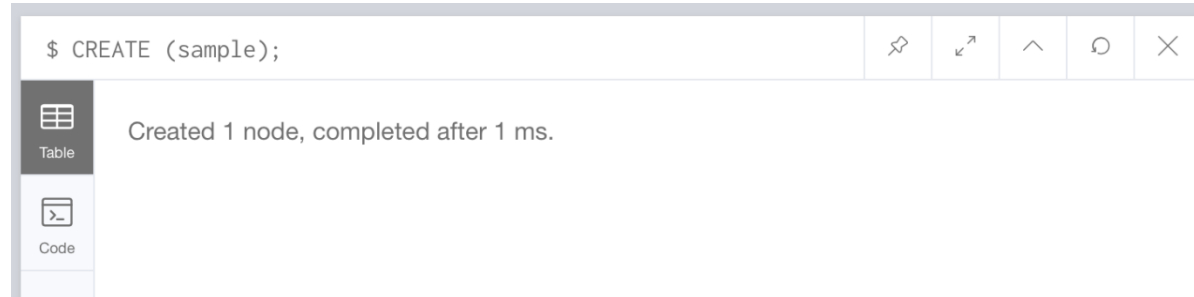 $ CREATE (sample);
Table
Created 1 node, completed after 1 ms.
Code